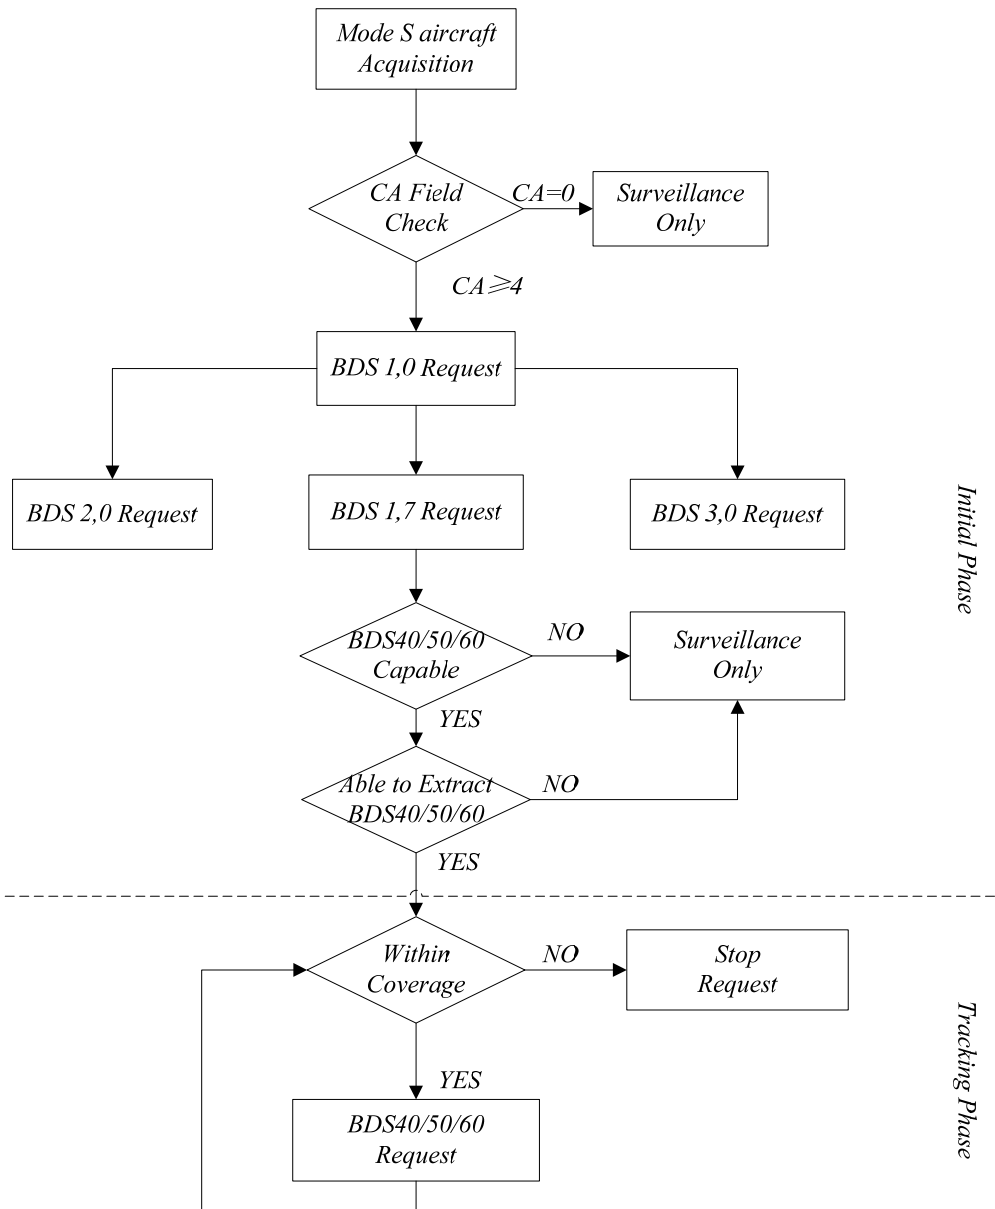 Mode S aircraft
Acquisition
CA Field
Check
CA=0
Surveillance
Only
CA⩾4
BDS 1,0 Request
BDS 2,0 Request
BDS 1,7 Request
BDS 3,0 Request
Initial Phase
BDS40/50/60
Capable
NO
Surveillance
Only
YES
Able to Extract
BDS40/50/60
NO
YES
Within
Coverage
NO
Stop
Request
Tracking Phase
YES
BDS40/50/60
Request